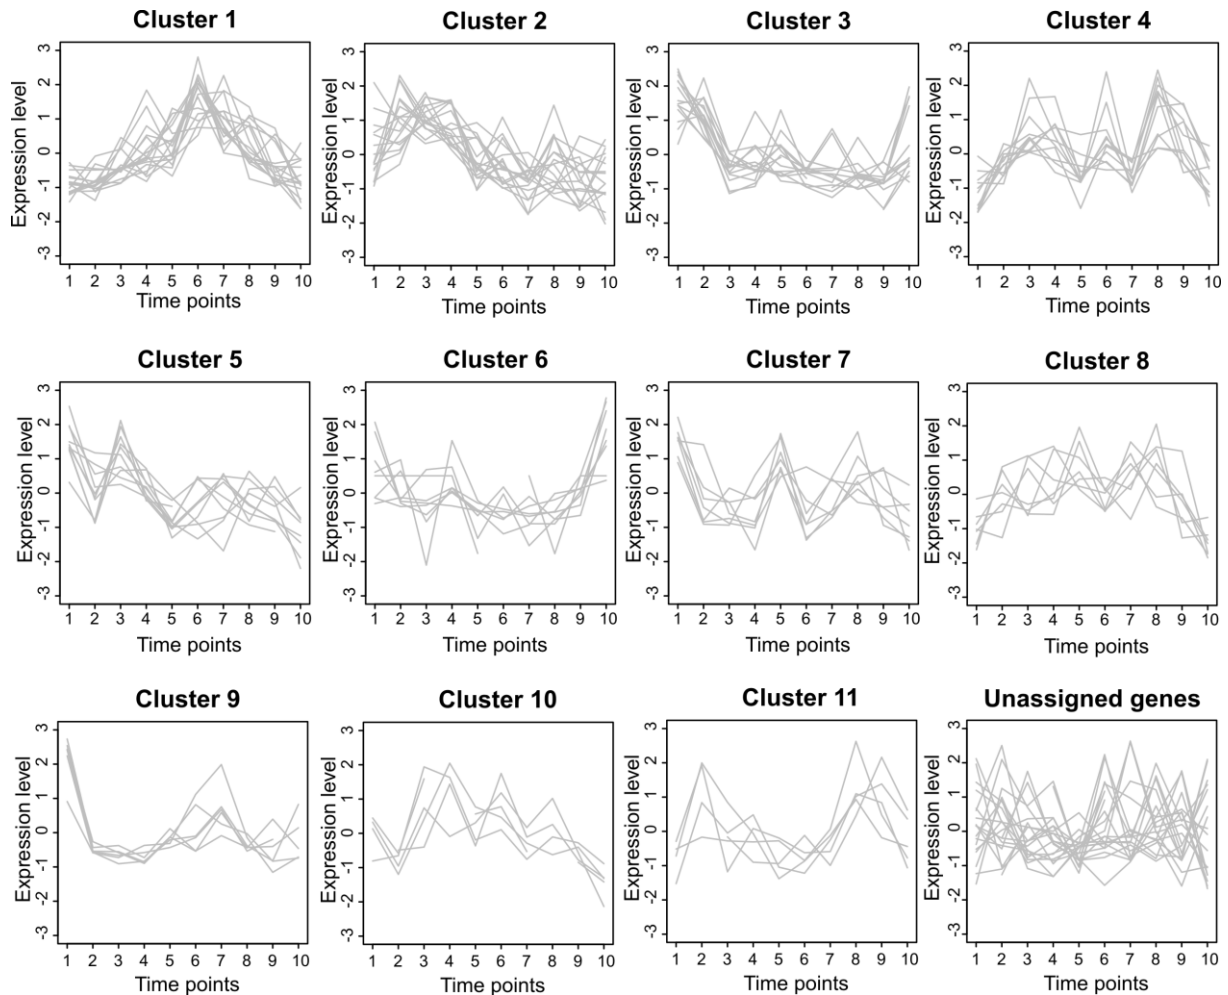 Cluster 1
Expression level
3
2
1
0
-1
-2
-3
1 2 3 4 5 6 7 8 9 10
Time points
Cluster 2
Expression level
3
2
1
0
-1
-2
-3
1 2 3 4 5 6 7 8 9 10
Time points
Cluster 3
Expression level
3
2
1
0
-1
-2
-3
1 2 3 4 5 6 7 8 9 10
Time points
Cluster 4
Expression level
3
2
1
0
-1
-2
-3
1 2 3 4 5 6 7 8 9 10
Time points
Cluster 5
Expression level
3
2
1
0
-1
-2
-3
1 2 3 4 5 6 7 8 9 10
Time points
Cluster 6
Expression level
3
2
1
0
-1
-2
-3
1 2 3 4 5 6 7 8 9 10
Time points
Cluster 7
Expression level
3
2
1
0
-1
-2
-3
1 2 3 4 5 6 7 8 9 10
Time points
Cluster 8
Expression level
3
2
1
0
-1
-2
-3
1 2 3 4 5 6 7 8 9 10
Time points
Cluster 9
Expression level
3
2
1
0
-1
-2
-3
1 2 3 4 5 6 7 8 9 10
Time points
Cluster 10
Expression level
3
2
1
0
-1
-2
-3
1 2 3 4 5 6 7 8 9 10
Time points
Cluster 11
Expression level
3
2
1
0
-1
-2
-3
1 2 3 4 5 6 7 8 9 10
Time points
Unassigned genes
Expression level
3
2
1
0
-1
-2
-3
1 2 3 4 5 6 7 8 9 10
Time points